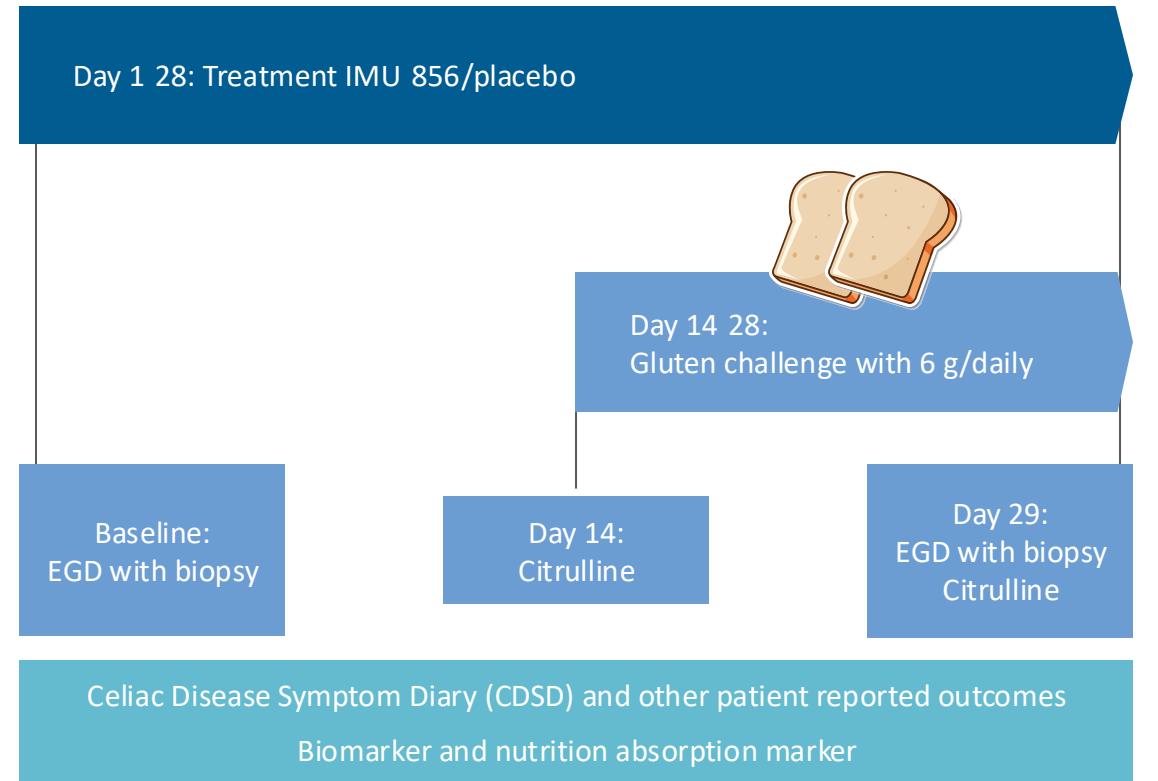 Day 1 28: Treatment IMU 856/placebo
Day 14 28:
Gluten challenge with 6 g/daily
Baseline:
EGD with biopsy
Day 14:
Citrulline
Day 29:
EGD with biopsy
Citrulline
Celiac Disease Symptom Diary (CDSD) and other patient reported outcomes
Biomarker and nutrition absorption marker